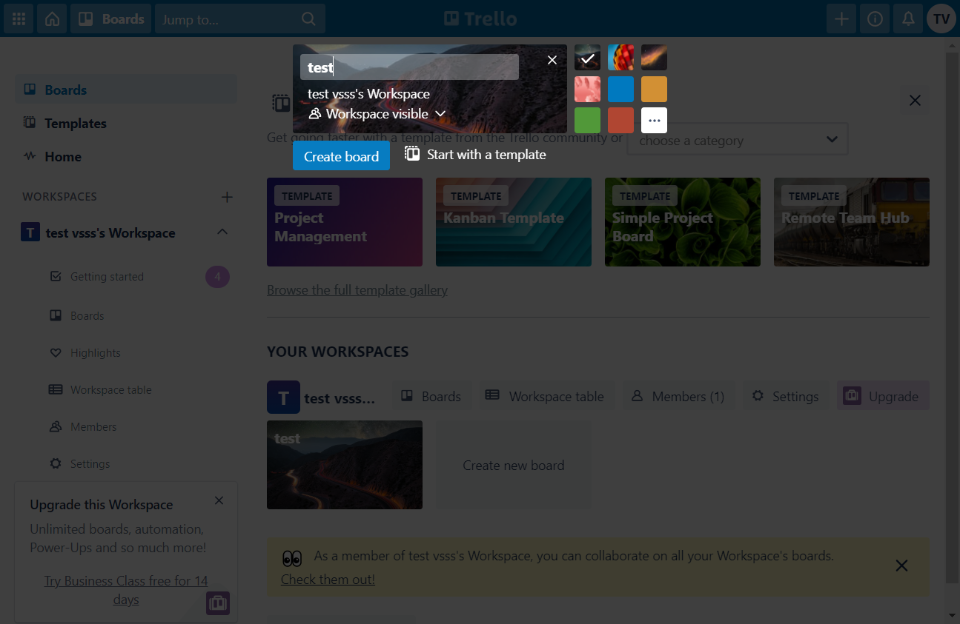 Boards
Jump to...
Trello
TV
test
test vsss's Workspace
Workspace visible
Create board
Start with a template
Boards
Templates
Home
WORKSPACES
T
test vsss's Workspace
Getting started
4
Boards
Highlights
Workspace table
Members
Settings
Upgrade this Workspace
Unlimited boards, automation,
Power-Ups and so much more!
Try Business Class free for 14
days
Get going faster with a template from the Trello community or
choose a category
TEMPLATE
Project
Management
TEMPLATE
Kanban Template
TEMPLATE
Simple Project
Board
TEMPLATE
Remote Team Hub
Browse the full template gallery
YOUR WORKSPACES
T
test vsss...
Boards
Workspace table
Members (1)
Settings
Upgrade
test
Create new board
As a member of test vsss's Workspace, you can collaborate on all your Workspace's boards.
Check them out!